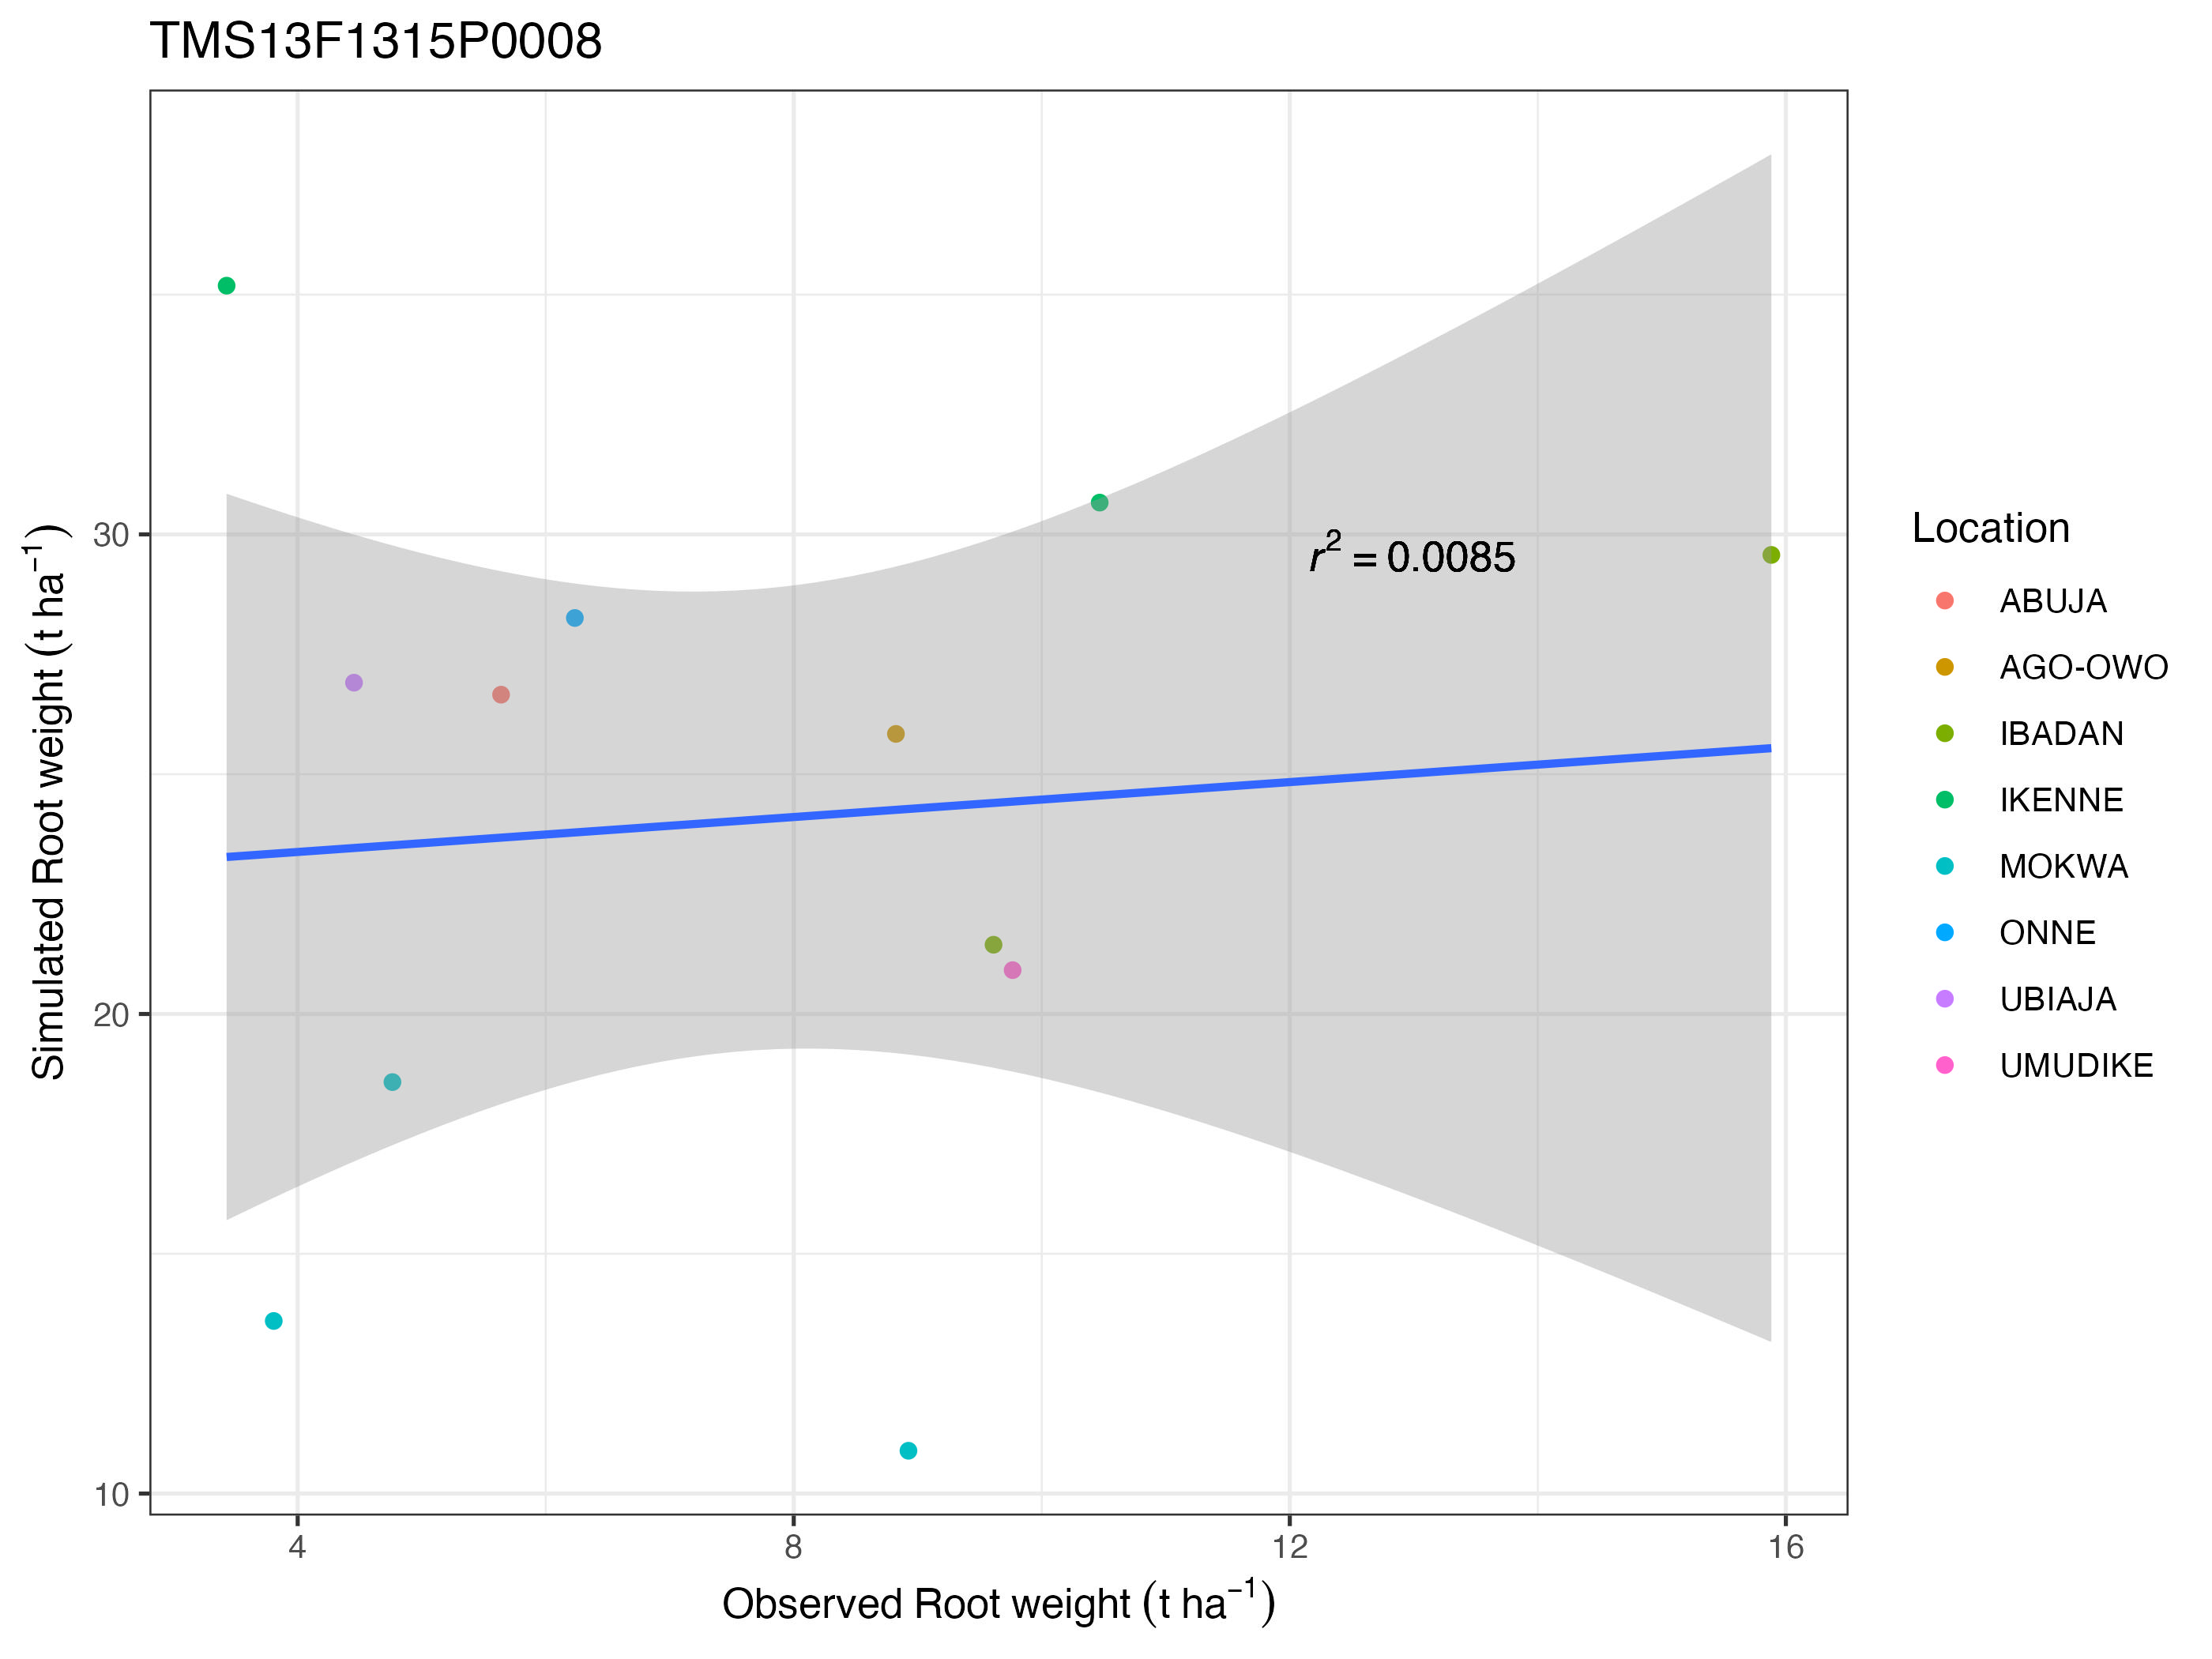 TMS13F1315P0008
Simulated Root weight (t ha⁻¹)
30
20
10
r² = 0.0085
4 8 12 16
Observed Root weight (t ha⁻¹)
Location
ABUJA
AGO-OWO
IBADAN
IKENNE
MOKWA
ONNE
UBIAJA
UMUDIKE